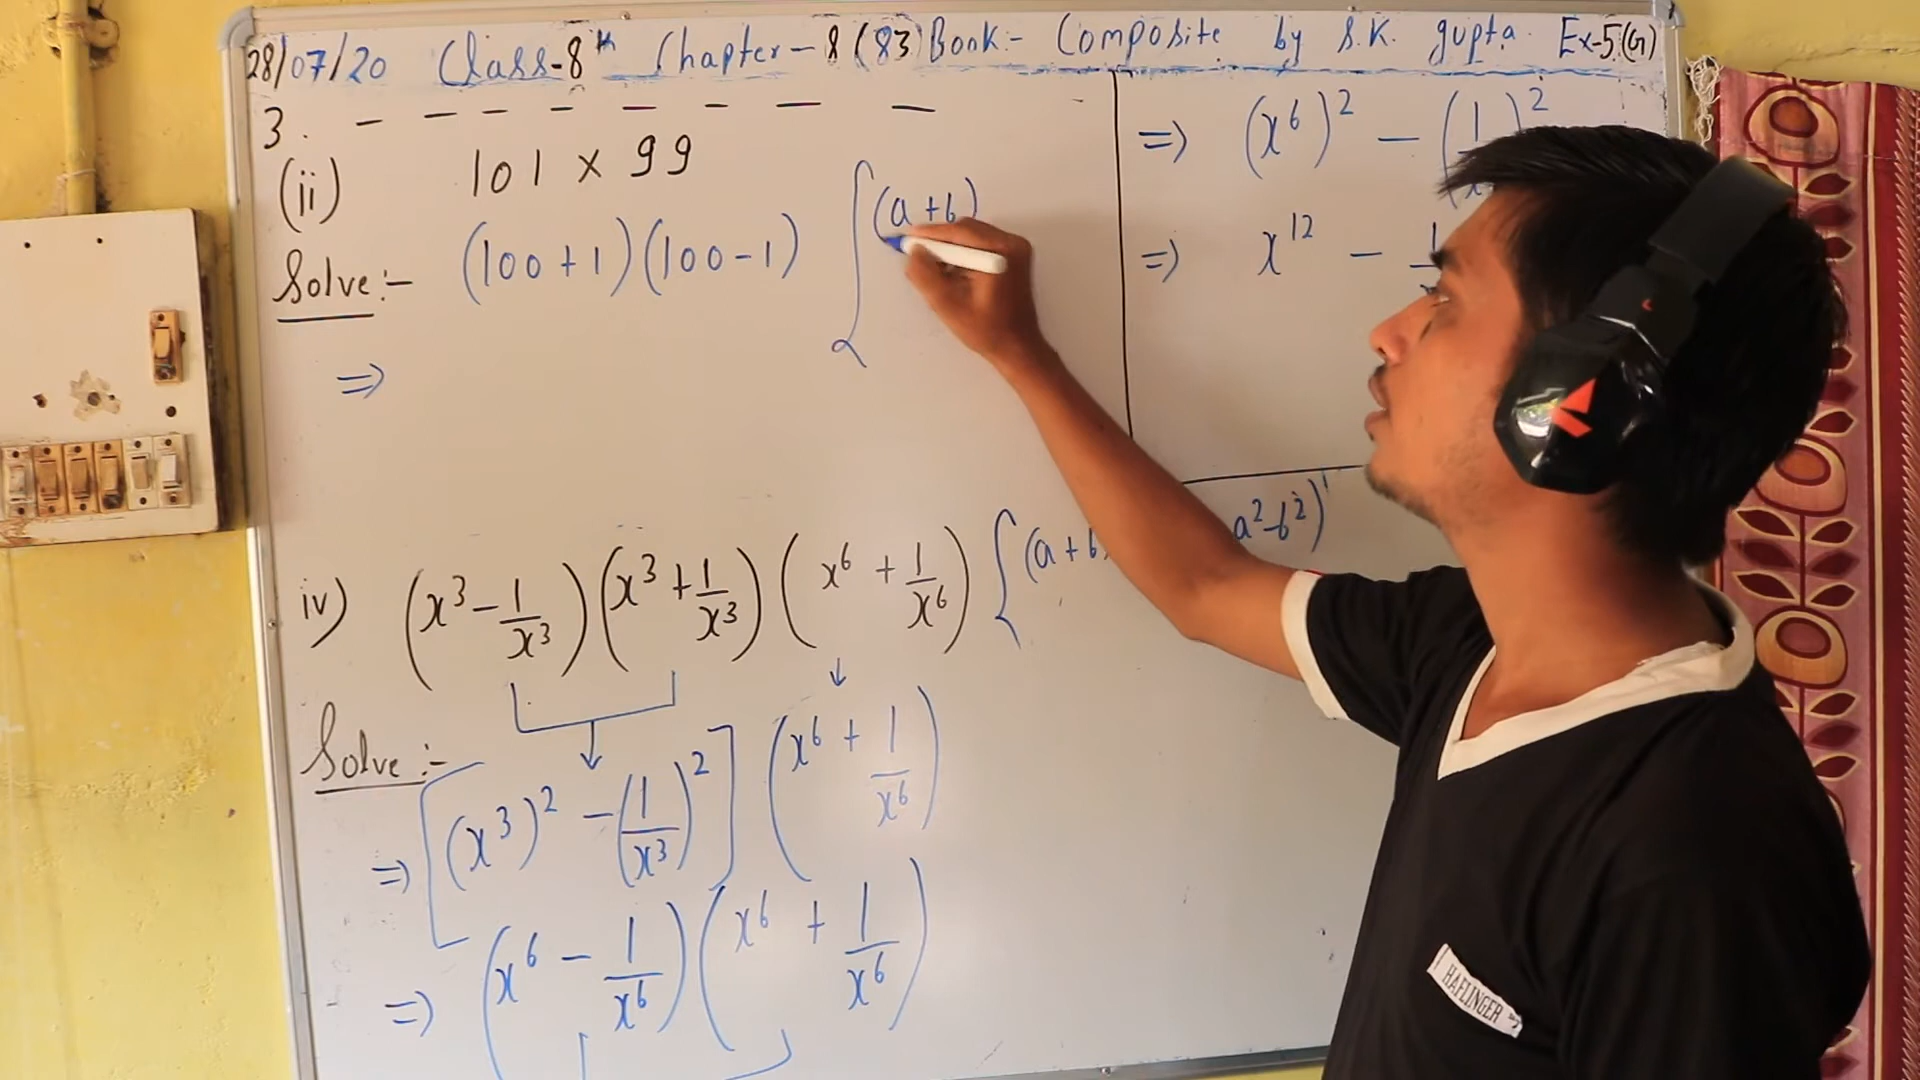 28/07/20 Class-8th Chapter-8 (83) Book:- Composite by S.K. gupta. Ex-5(G)
3. - - - - - - -
(ii) 101 × 99
Solve:- (100+1)(100-1) { (a+b)
⇒
iv) (x³ - 1/x³)(x³ + 1/x³)(x⁶ + 1/x⁶) { (a+b a²-b²)
Solve:-
⇒ [(x³)² - (1/x³)²] (x⁶ + 1/x⁶)
⇒ (x⁶ - 1/x⁶)(x⁶ + 1/x⁶)
⇒ (x⁶)² - (1/x )²
⇒ x¹² - 1
HAFLINGER